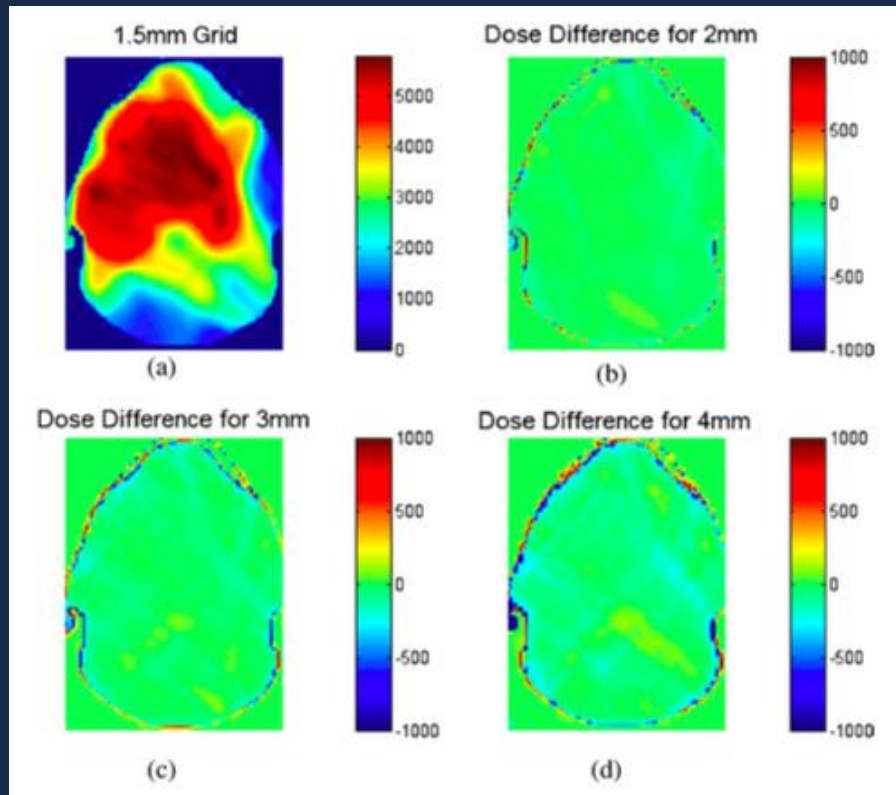 1.5mm Grid
5000
4000
3000
2000
1000
0
(a)
Dose Difference for 2mm
1000
500
0
-500
-1000
(b)
Dose Difference for 3mm
1000
500
0
-500
-1000
(c)
Dose Difference for 4mm
1000
500
0
-500
-1000
(d)